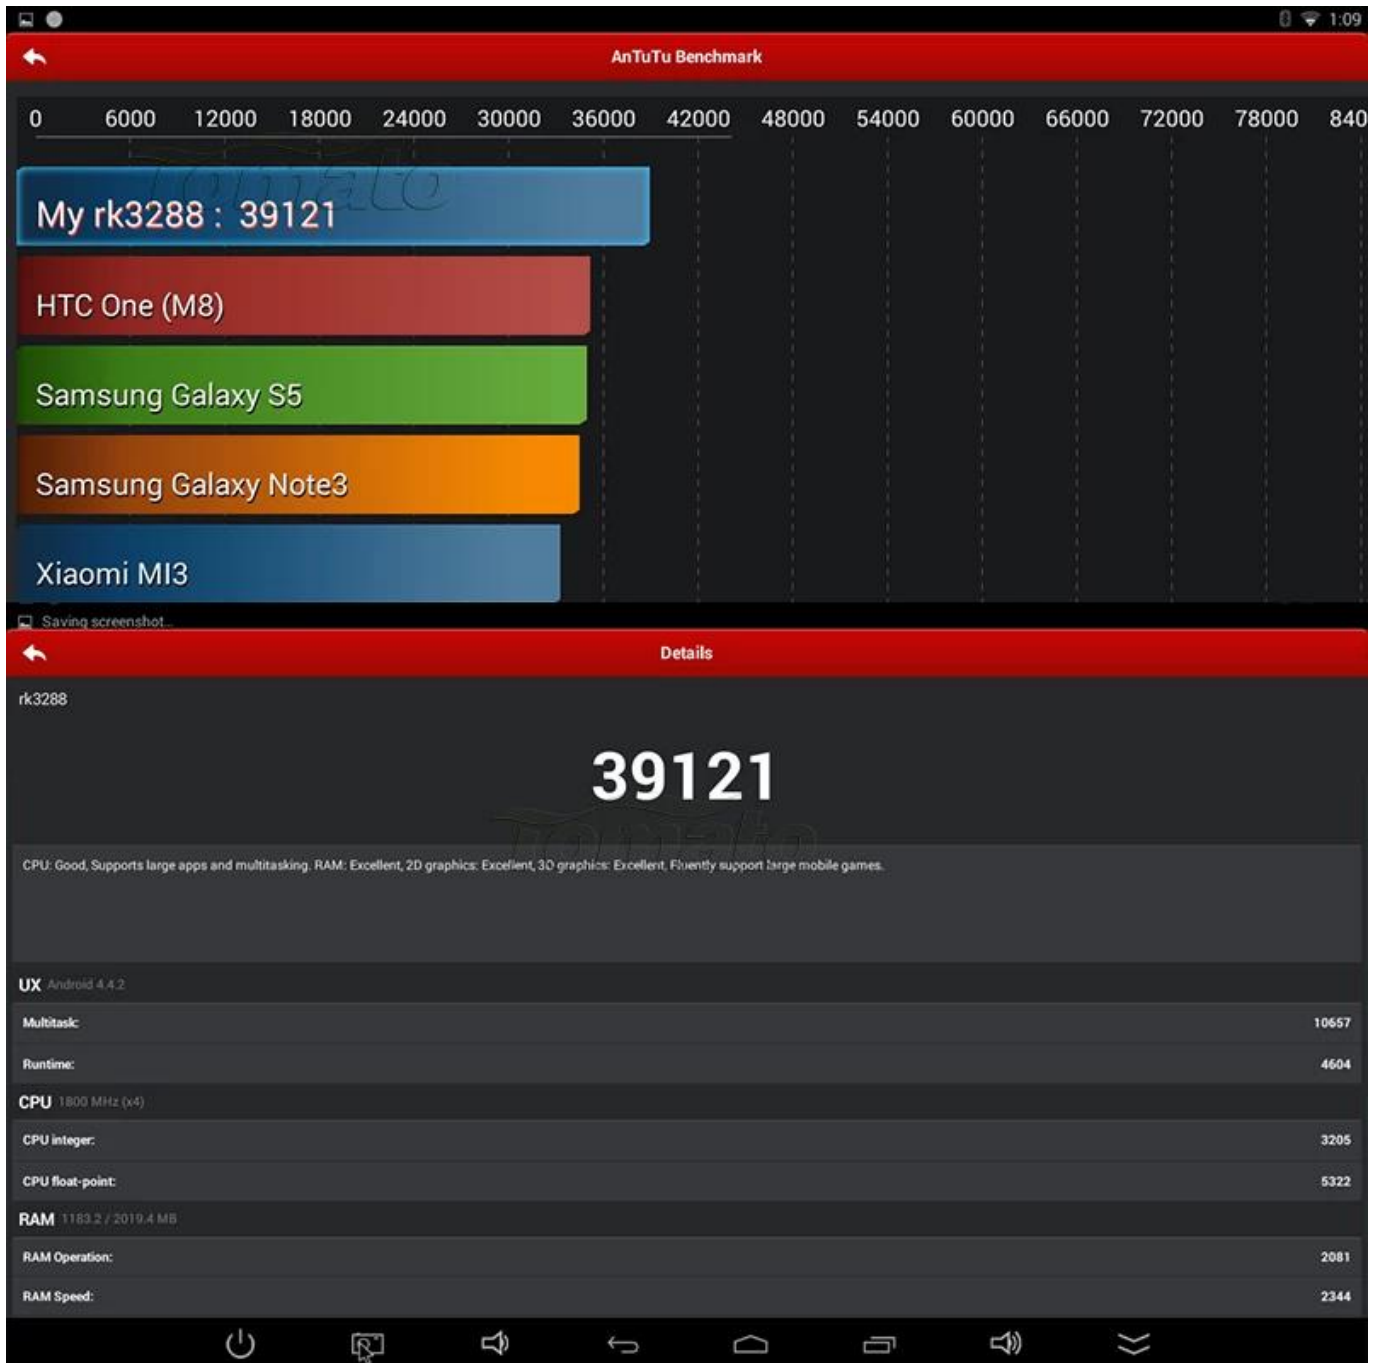 1:09
AnTuTu Benchmark
0 6000 12000 18000 24000 30000 36000 42000 48000 54000 60000 66000 72000 78000 840
Tomato
My rk3288 : 39121
HTC One (M8)
Samsung Galaxy S5
Samsung Galaxy Note3
Xiaomi MI3
Saving screenshot...
Details
rk3288
39121
Tomato
CPU: Good, Supports large apps and multitasking. RAM: Excellent, 2D graphics: Excellent, 3D graphics: Excellent. Fluently support large mobile games.
UX Android 4.4.2
Multitask: 10657
Runtime: 4604
CPU 1800 MHz (x4)
CPU integer: 3205
CPU float-point: 5322
RAM 1183.2 / 2019.4 MB
RAM Operation: 2081
RAM Speed: 2344